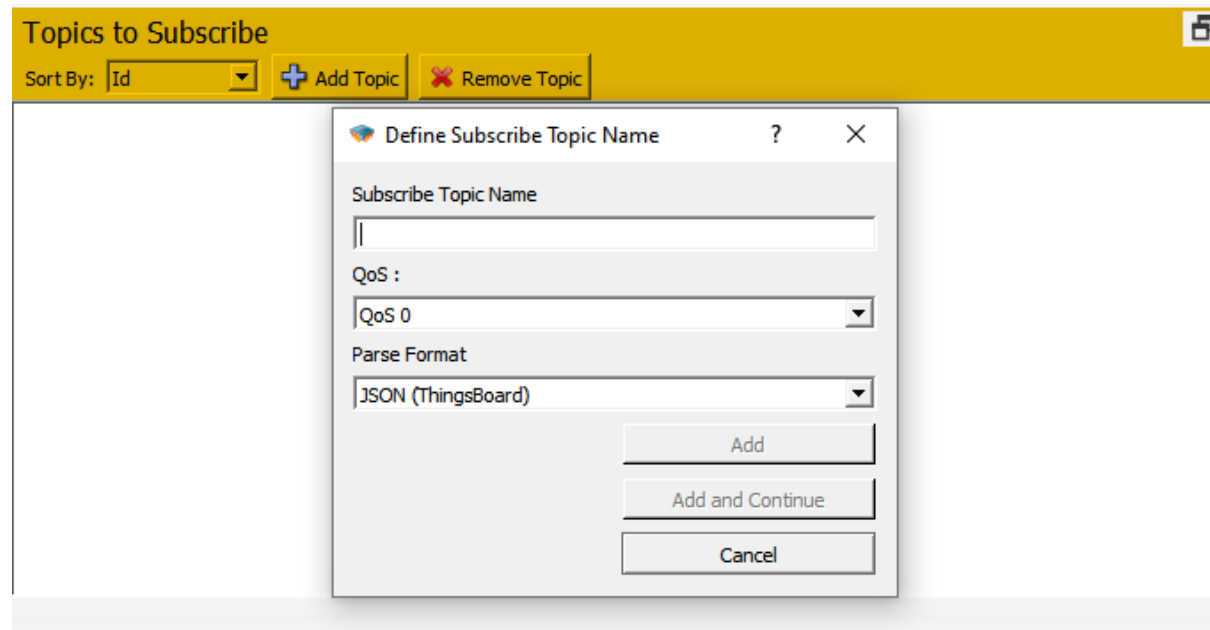 Topics to Subscribe
Sort By: Id Add Topic Remove Topic
Define Subscribe Topic Name ?
Subscribe Topic Name
QoS :
QoS 0
Parse Format
JSON (ThingsBoard)
Add
Add and Continue
Cancel